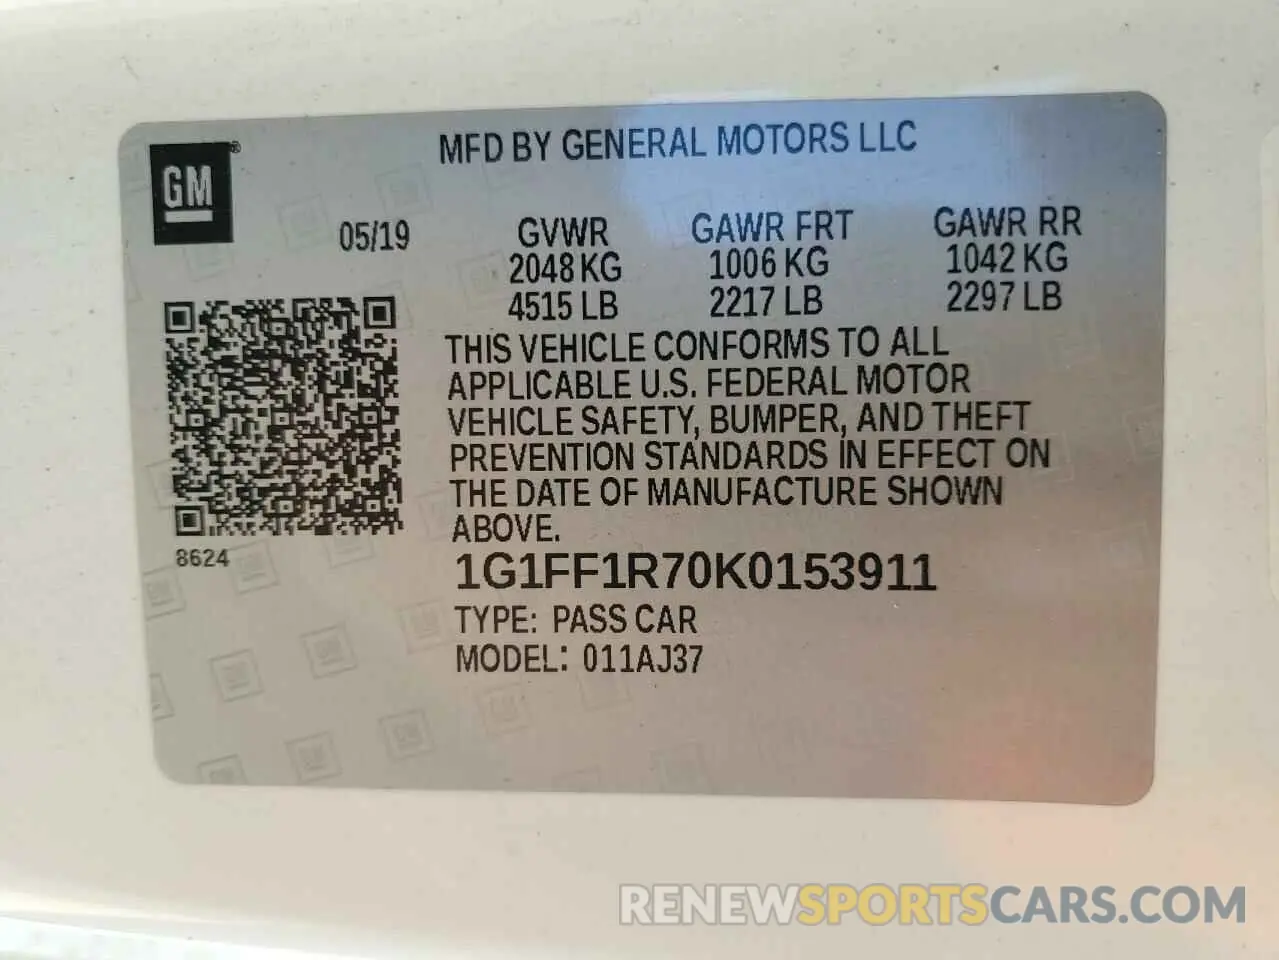 MFD BY GENERAL MOTORS LLC
GM®
05/19
GVWR GAWR FRT GAWR RR
2048 KG 1006 KG 1042 KG
4515 LB 2217 LB 2297 LB
THIS VEHICLE CONFORMS TO ALL
APPLICABLE U.S. FEDERAL MOTOR
VEHICLE SAFETY, BUMPER, AND THEFT
PREVENTION STANDARDS IN EFFECT ON
THE DATE OF MANUFACTURE SHOWN
ABOVE.
8624
1G1FF1R70K0153911
TYPE: PASS CAR
MODEL: 011AJ37
RENEWSPORTSCARS.COM